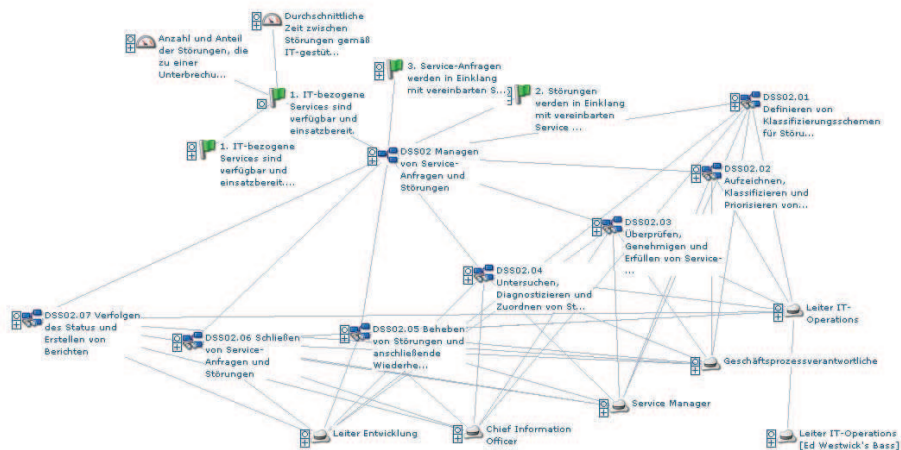 Durchschnittliche
Zeit zwischen
Störungen gemäß
IT-gestüt...
Anzahl und Anteil
der Störungen, die
zu einer
Unterbrechu...
3. Service-Anfragen
werden in Einklang
mit vereinbarten S...
2. Störungen
werden in Einklang
mit vereinbarten
Service ...
1. IT-bezogene
Services sind
verfügbar und
einsatzbereit.
1. IT-bezogene
Services sind
verfügbar und
einsatzbereit....
DSS02 Managen
von Service-
Anfragen und
Störungen
DSS02.01
Definieren von
Klassifizierungsschemen
für Störu...
DSS02.02
Aufzeichnen,
Klassifizieren und
Priorisieren von...
DSS02.03
Überprüfen,
Genehmigen und
Erfüllen von Service-
...
DSS02.04
Untersuchen,
Diagnostizieren und
Zuordnen von St...
DSS02.07 Verfolgen
des Status und
Erstellen von
Berichten
DSS02.06 Schließen
von Service-
Anfragen und
Störungen
DSS02.05 Beheben
von Störungen und
anschließende
Wiederhe...
Leiter IT-
Operations
Geschäftsprozessverantwortliche
Service Manager
Chief Information
Officer
Leiter Entwicklung
Leiter IT-Operations
[Ed Westwick's Bass]